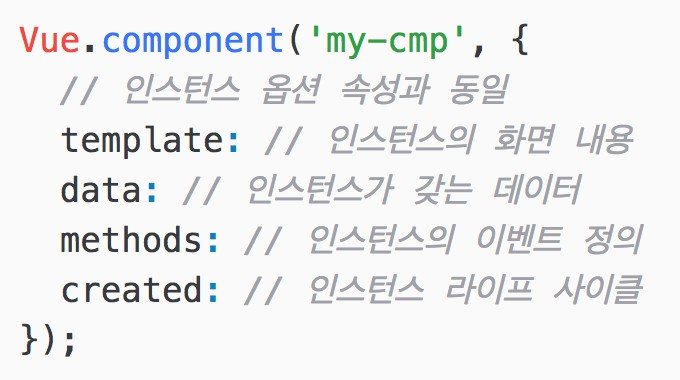 Vue.component('my-cmp', {
  // 인스턴스 옵션 속성과 동일
  template: // 인스턴스의 화면 내용
  data: // 인스턴스가 갖는 데이터
  methods: // 인스턴스의 이벤트 정의
  created: // 인스턴스 라이프 사이클
});